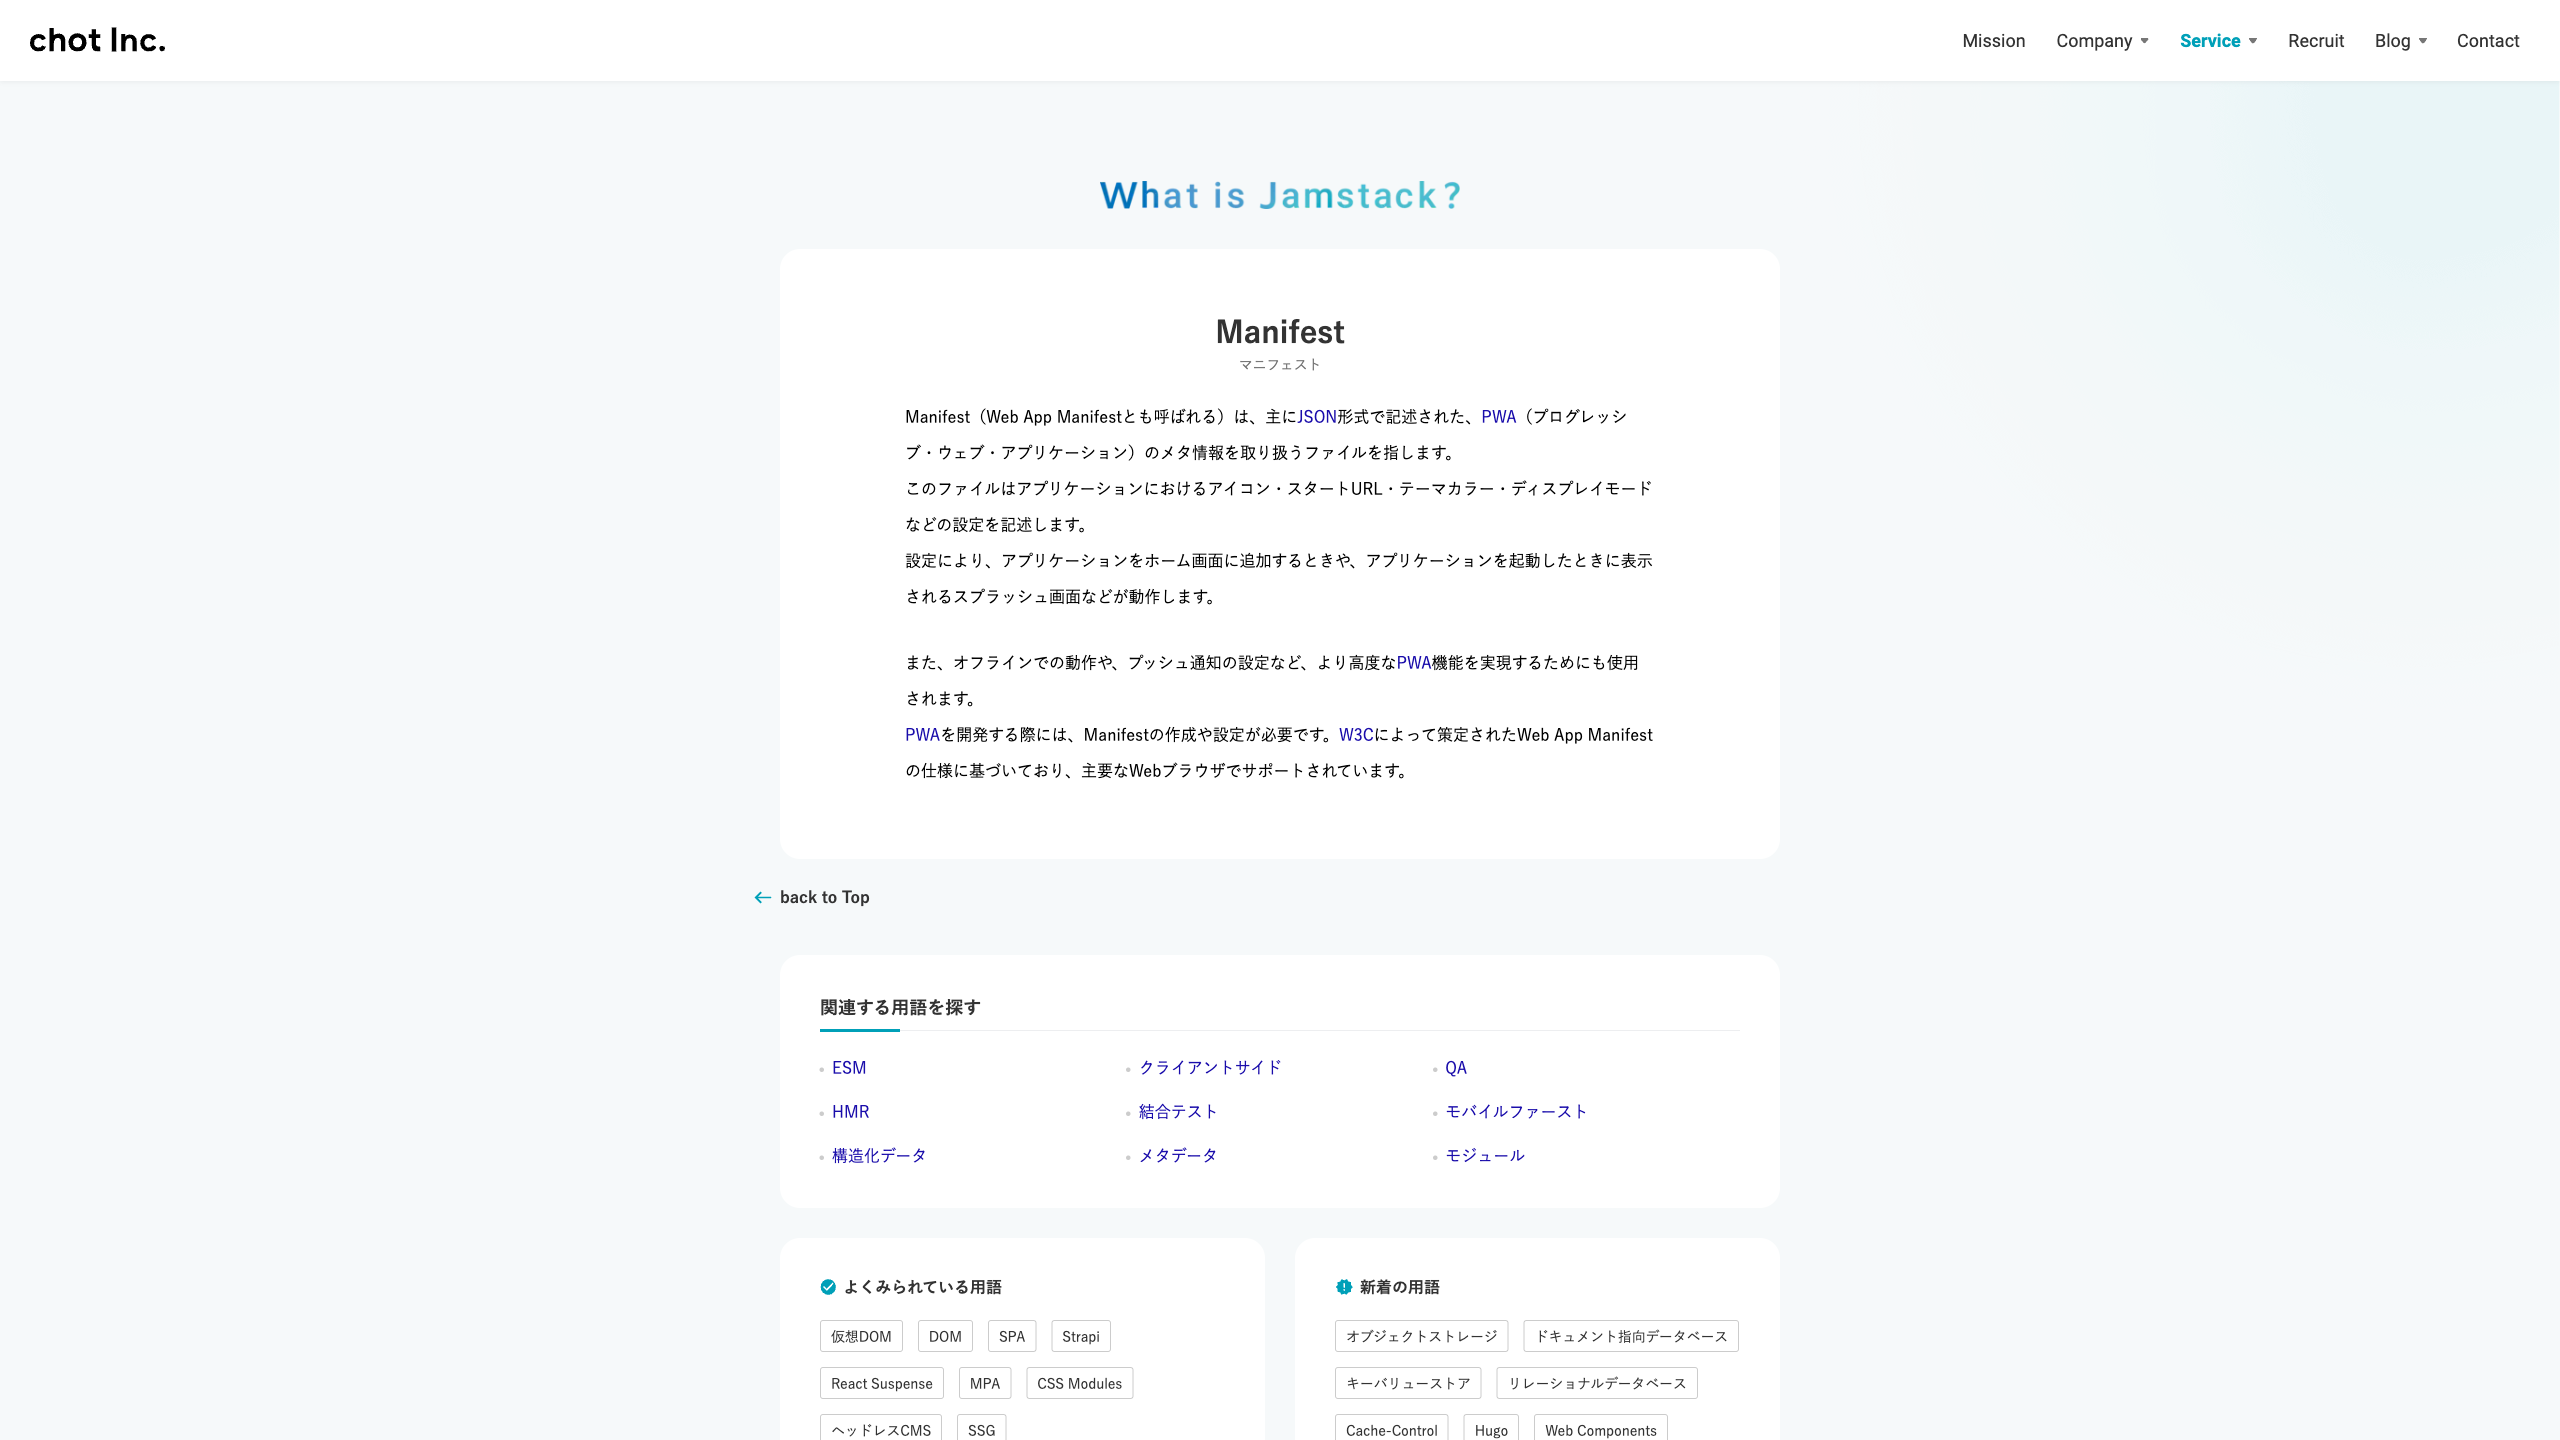 chot Inc.
Mission Company Service Recruit Blog Contact
What is Jamstack?
Manifest
マニフェスト
Manifest（Web App Manifestとも呼ばれる）は、主にJSON形式で記述された、PWA（プログレッシ
ブ・ウェブ・アプリケーション）のメタ情報を取り扱うファイルを指します。
このファイルはアプリケーションにおけるアイコン・スタートURL・テーマカラー・ディスプレイモード
などの設定を記述します。
設定により、アプリケーションをホーム画面に追加するときや、アプリケーションを起動したときに表示
されるスプラッシュ画面などが動作します。
また、オフラインでの動作や、プッシュ通知の設定など、より高度なPWA機能を実現するためにも使用
されます。
PWAを開発する際には、Manifestの作成や設定が必要です。W3Cによって策定されたWeb App Manifest
の仕様に基づいており、主要なWebブラウザでサポートされています。
back to Top
関連する用語を探す
ESM クライアントサイド QA
HMR 結合テスト モバイルファースト
構造化データ メタデータ モジュール
よくみられている用語
仮想DOM DOM SPA Strapi
React Suspense MPA CSS Modules
ヘッドレスCMS SSG
新着の用語
オブジェクトストレージ ドキュメント指向データベース
キーバリューストア リレーショナルデータベース
Cache-Control Hugo Web Components